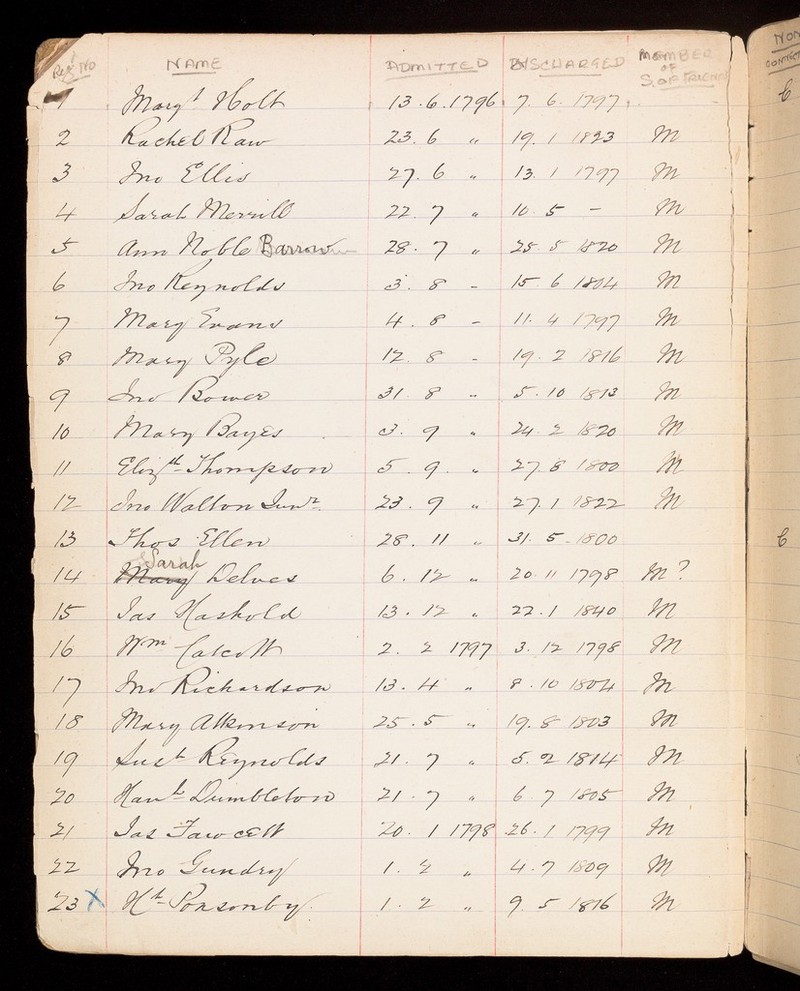 Regt No NAME ADMITTED DISCHARGED MEMBER OF S. OF FRIENDS
1 Margt Holt 13.6.1796 7. 6. 1797
2 Rachel Raw 23. 6 " 19. 1 1823 M
3 Jno Ellis 27. 6 " 13. 1 1797 M
4 Sarah Merrill 22. 7 " 10. 5 - M
5 Ann Noble Barrow 28. 7 " 25. 5 1820 M
6 Jno Reynolds 3. 8 - 15. 6 1804 M
7 Mary Evans 4. 8 - 11. 4 1797 M
8 Mary Pyle 12. 8 - 19. 2 1816 M
9 Jno Bower 31 8 " 5. 10 1813 M
10 Mary Bayes 3. 9 " 24. 2 1820 M
11 Elizth Thompson 5. 9. " 27. 8 1800 M
12 Jno Walton Junr. 23. 9 " 27. 1 1822 M
13 Thos Ellen 28. 11 " 31. 5. 1800
Sarah
14 Mary Delves 6. 12 " 20. 11 1798 M?
15 Jas Haskold 13. 12 " 22. 1 1840 M
16 Wm Calcott 2. 2 1797 3. 12 1798 M
17 Jno Richardson 13. 4 " 8. 10 1804 M
18 Mary Atkinson 25. 5 " 19. 8 1803 M
19 Sust Reynolds 21. 7 " 5. 2 1814 M
20 Hanh Dumbleton 21. 7 " 6. 7 1805 M
21 Jas Fawcett 20. 1 1798 26. 1 1799 M
22 Jno Gundry 1. 2 " 4. 7 1809 M
23 X Ht Ponsonby. 1. 2 " 9. 5 1816 M